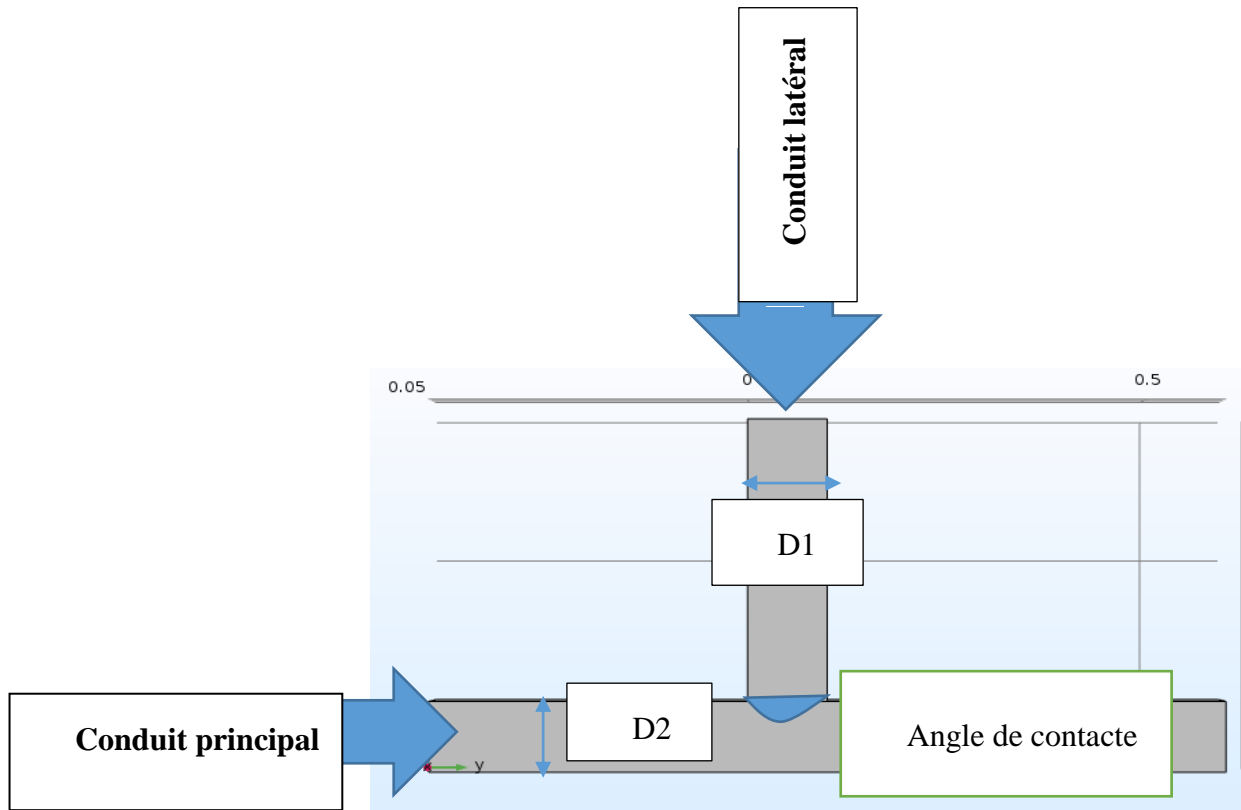 Conduit latéral
0.05
0
0.5
D1
D2
Angle de contacte
Conduit principal
y